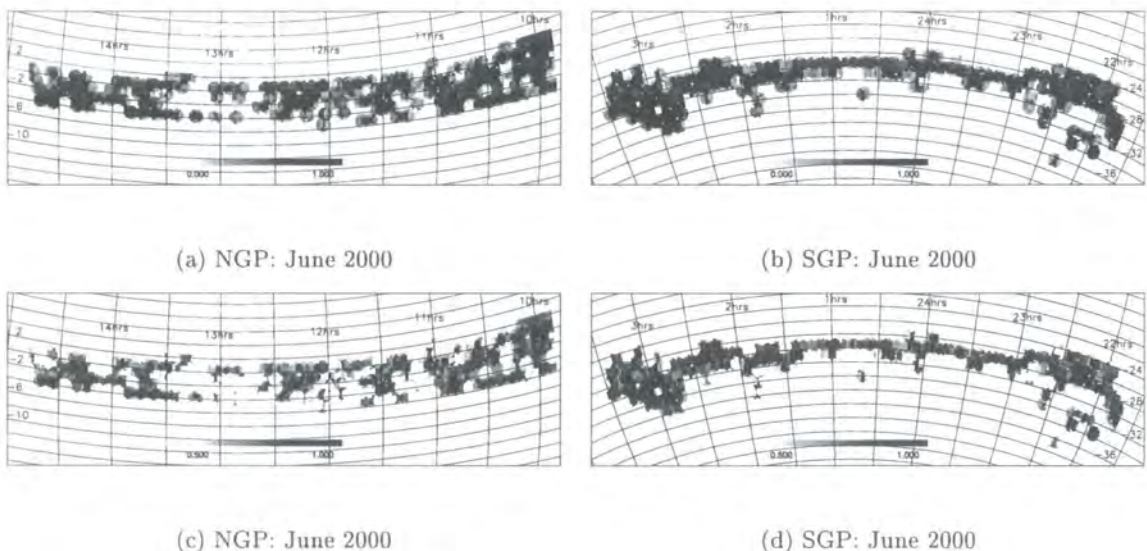 10hrs
11hrs
14hrs
13hrs
12hrs
2
-2
-6
-10
0.000 1.000
24hrs
1hrs
2hrs
23hrs
3hrs
22hrs
-24
-28
-32
-36
0.000 1.000
(a) NGP: June 2000
(b) SGP: June 2000
10hrs
11hrs
14hrs
13hrs
12hrs
2
-2
-6
-10
0.500 1.000
24hrs
1hrs
2hrs
23hrs
3hrs
22hrs
-24
-28
-32
-36
0.500 1.000
(c) NGP: June 2000
(d) SGP: June 2000